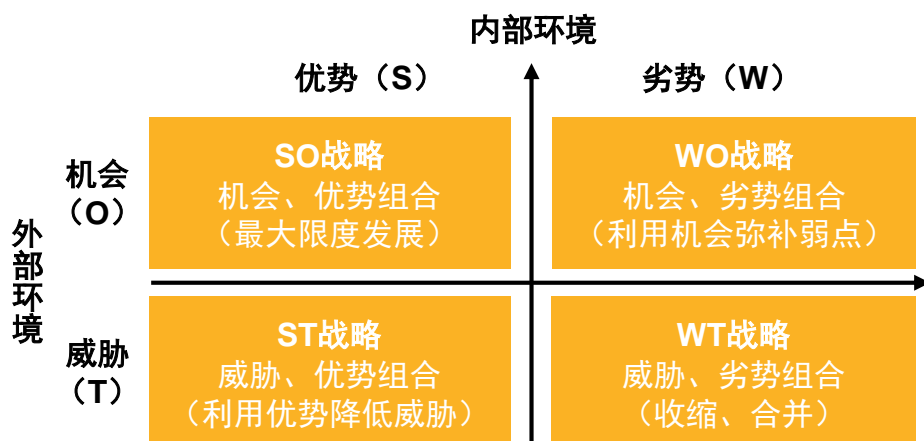 内部环境
优势（S）
劣势（W）
外部环境
机会
（O）
SO战略
机会、优势组合
（最大限度发展）
WO战略
机会、劣势组合
（利用机会弥补弱点）
威胁
（T）
ST战略
威胁、优势组合
（利用优势降低威胁）
WT战略
威胁、劣势组合
（收缩、合并）